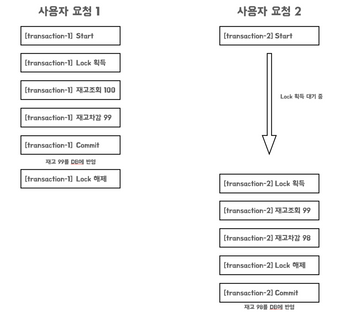 사용자 요청 1
[transaction-1] Start
[transaction-1] Lock 획득
[transaction-1] 재고조회 100
[transaction-1] 재고차감 99
[transaction-1] Commit
재고 99를 DB에 반영
[transaction-1] Lock 해제
사용자 요청 2
[transaction-2] Start
Lock 획득 대기 중
[transaction-2] Lock 획득
[transaction-2] 재고조회 99
[transaction-2] 재고차감 98
[transaction-2] Lock 해제
[transaction-2] Commit
재고 98를 DB에 반영